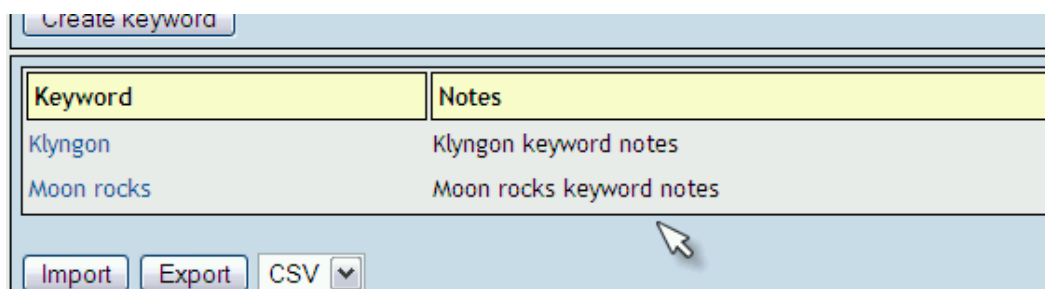 Create keyword
Keyword Notes
Klyngon Klyngon keyword notes
Moon rocks Moon rocks keyword notes
Import Export CSV